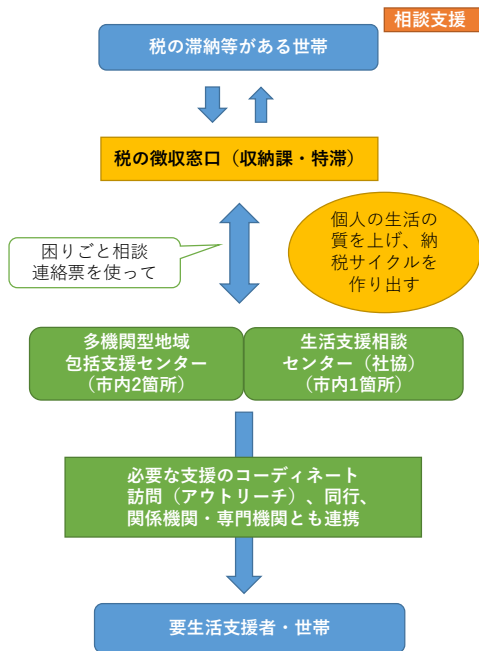 相談支援
税の滞納等がある世帯
税の徴収窓口（収納課・特滞）
困りごと相談
連絡票を使って
個人の生活の
質を上げ、納
税サイクルを
作り出す
多機関型地域
包括支援センター
（市内2箇所）
生活支援相談
センター（社協）
（市内1箇所）
必要な支援のコーディネート
訪問（アウトリーチ）、同行、
関係機関・専門機関とも連携
要生活支援者・世帯